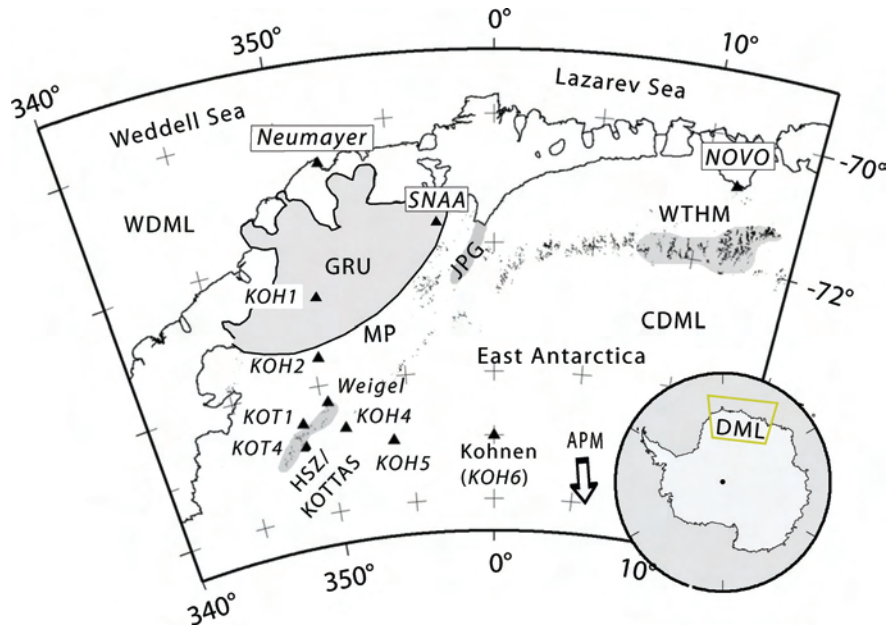 0°
350°
10°
340°
Lazarev Sea
Weddell Sea
Neumayer
NOVO
-70°
SNAA
WDML
WTHM
GRU
JPG
-72°
KOH1
MP
CDML
KOH2
East Antarctica
Weigel
KOT1
KOH4
DML
KOT4
KOH5
Kohnen
(KOH6)
APM
HSZ/
KOTTAS
350°
0°
10°
340°